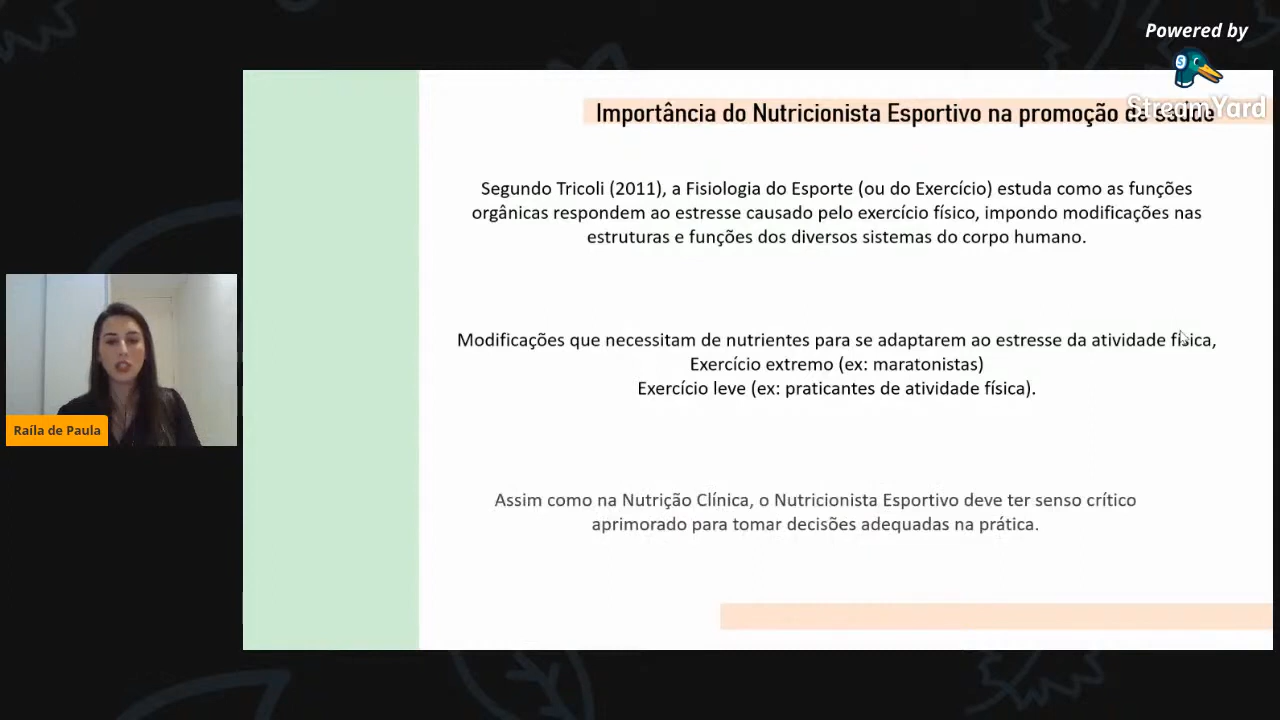 Powered by
StreamYard
Importância do Nutricionista Esportivo na promoção de saúde
Segundo Tricoli (2011), a Fisiologia do Esporte (ou do Exercício) estuda como as funções
orgânicas respondem ao estresse causado pelo exercício físico, impondo modificações nas
estruturas e funções dos diversos sistemas do corpo humano.
Modificações que necessitam de nutrientes para se adaptarem ao estresse da atividade física,
Exercício extremo (ex: maratonistas)
Exercício leve (ex: praticantes de atividade física).
Raíla de Paula
Assim como na Nutrição Clínica, o Nutricionista Esportivo deve ter senso crítico
aprimorado para tomar decisões adequadas na prática.